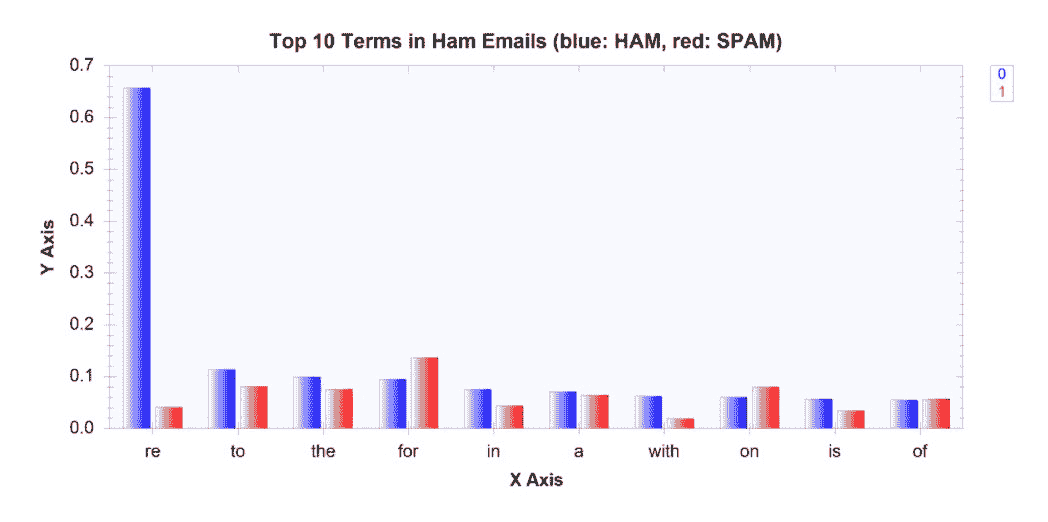 Top 10 Terms in Ham Emails (blue: HAM, red: SPAM)
0
1
Y Axis
0.7
0.6
0.5
0.4
0.3
0.2
0.1
0.0
re to the for in a with on is of
X Axis